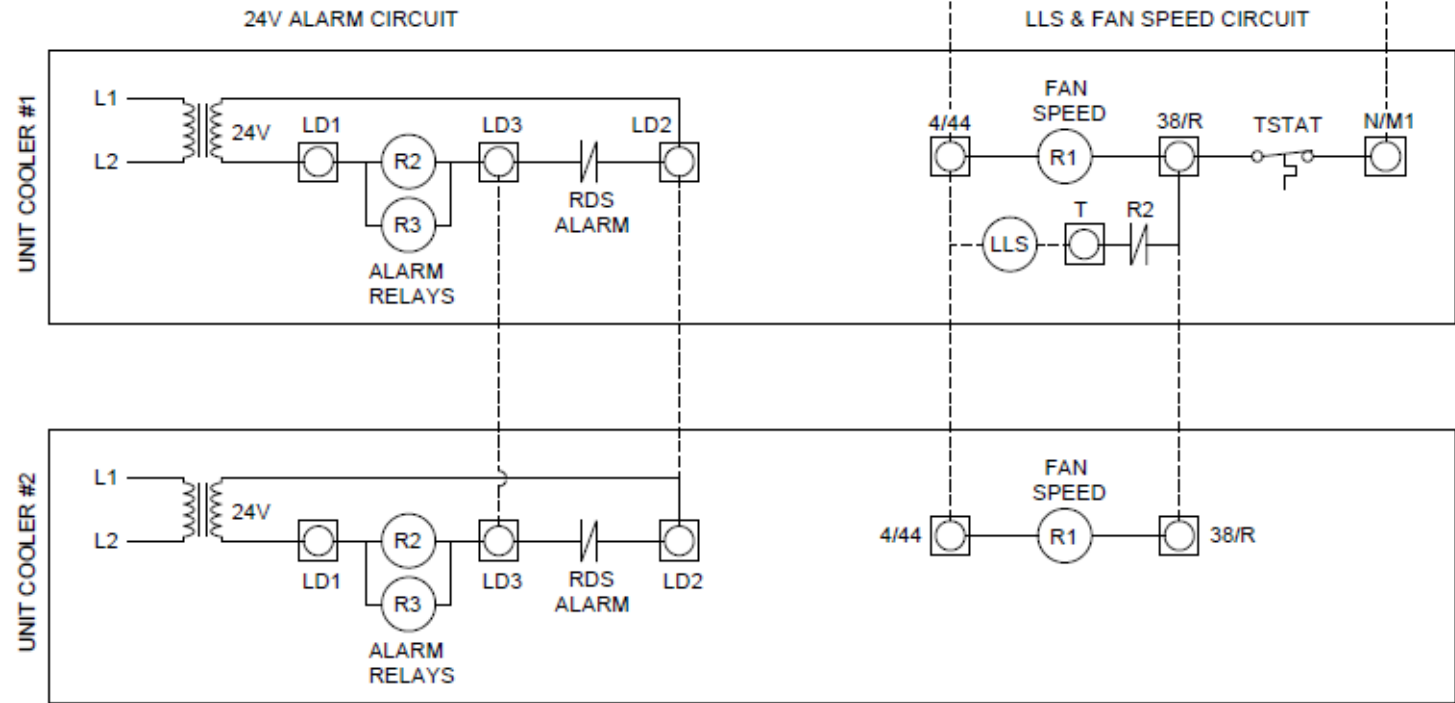 24V ALARM CIRCUIT
LLS & FAN SPEED CIRCUIT
UNIT COOLER #1
L1
L2
24V
LD1
R2
R3
ALARM
RELAYS
LD3
RDS
ALARM
LD2
4/44
FAN
SPEED
R1
38/R
TSTAT
N/M1
LLS
T
R2
UNIT COOLER #2
L1
L2
24V
LD1
R2
R3
ALARM
RELAYS
LD3
RDS
ALARM
LD2
4/44
FAN
SPEED
R1
38/R